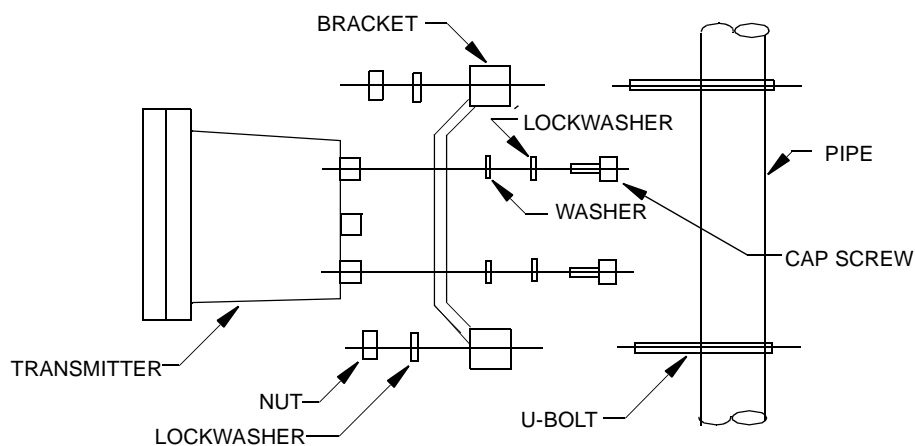 BRACKET
LOCKWASHER
PIPE
WASHER
CAP SCREW
TRANSMITTER
NUT
U-BOLT
LOCKWASHER